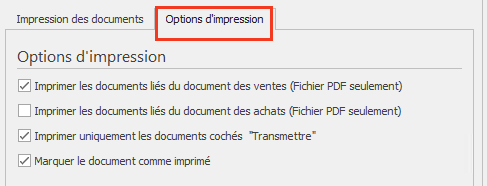 Impression des documents
Options d'impression
Options d'impression
Imprimer les documents liés du document des ventes (Fichier PDF seulement)
Imprimer les documents liés du document des achats (Fichier PDF seulement)
Imprimer uniquement les documents cochés "Transmettre"
Marquer le document comme imprimé